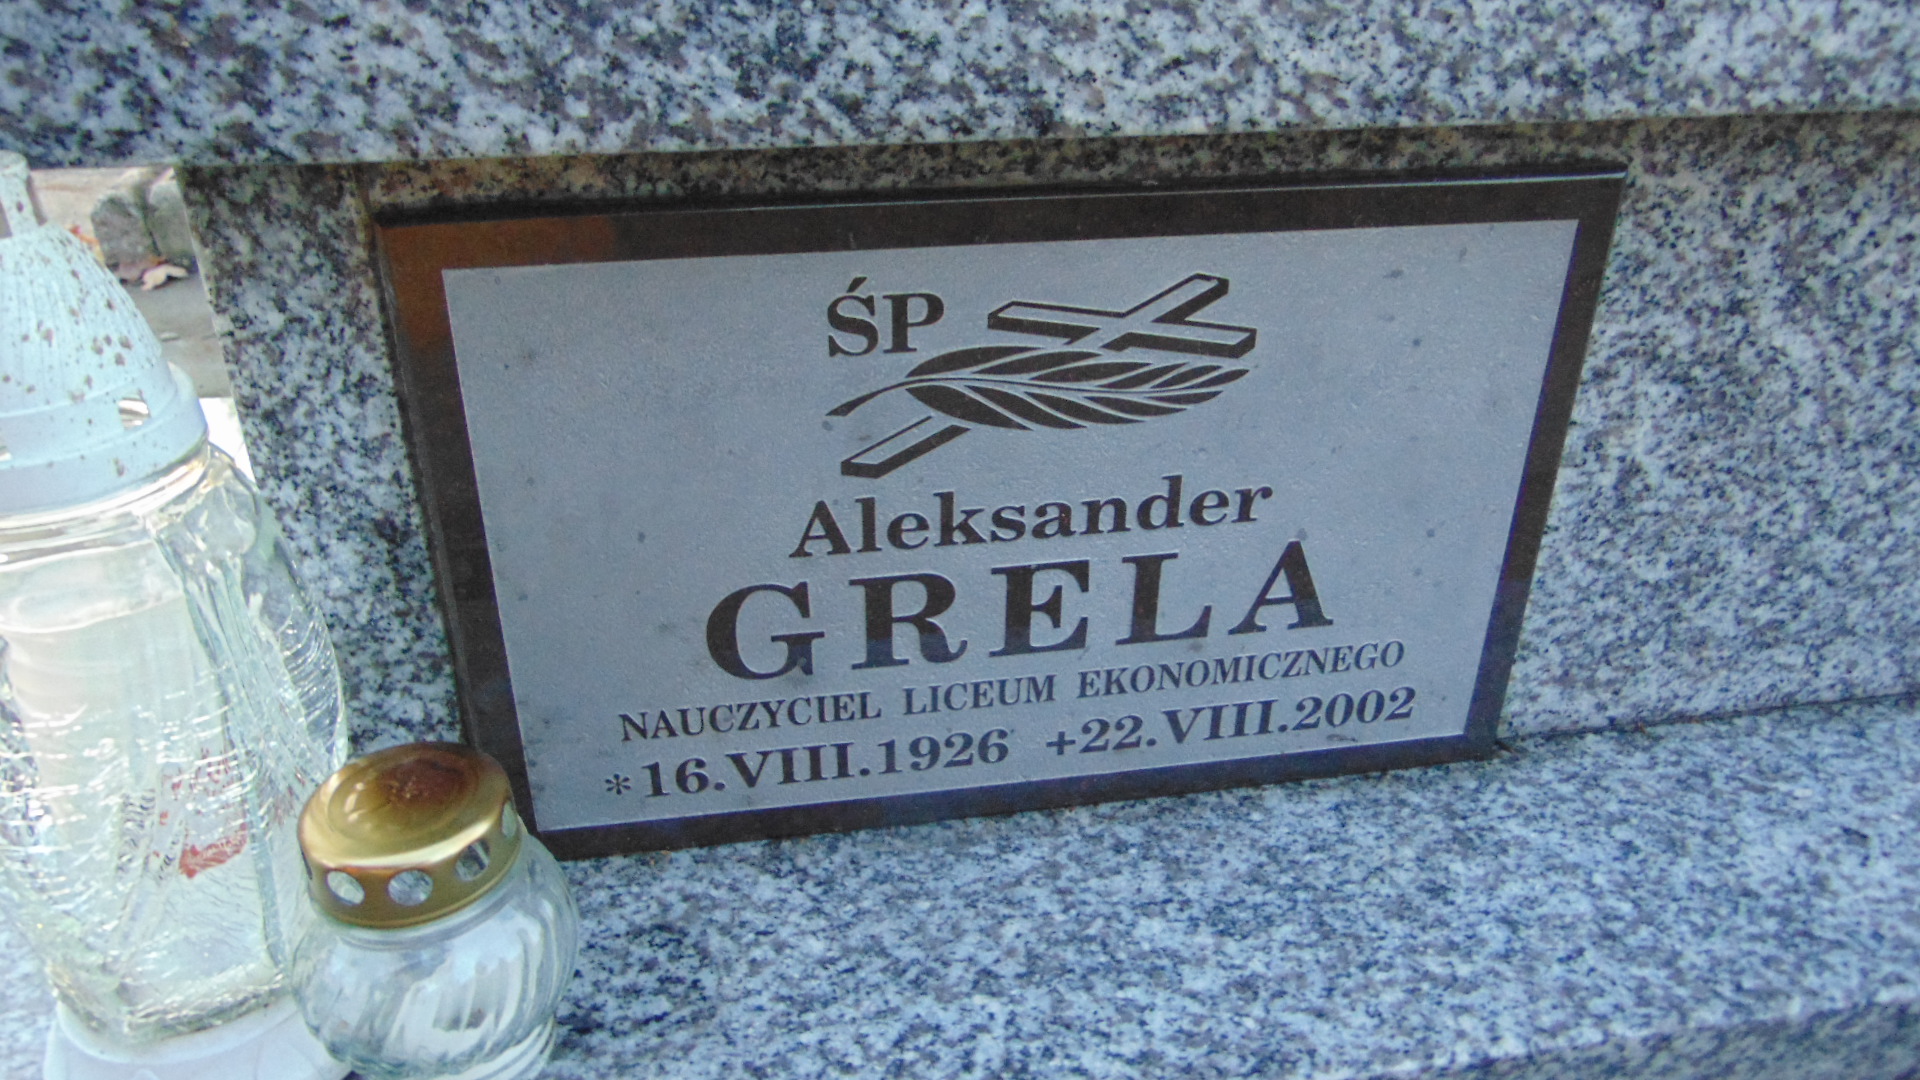 ŚP
Aleksander
GRELA
NAUCZYCIEL LICEUM EKONOMICZNEGO
*16.VIII.1926 +22.VIII.2002